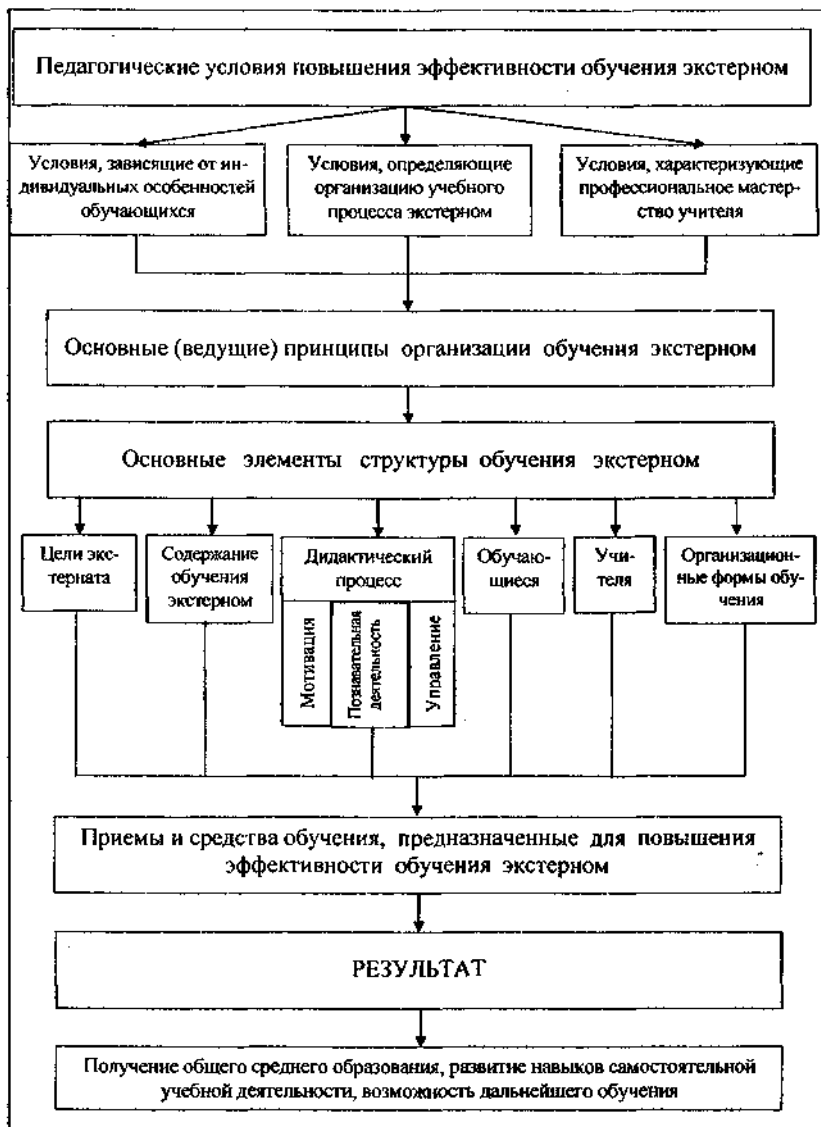 Педагогические условия повышения эффективности обучения экстерном
Условия, зависящие от ин-
дивидуальных особенностей
обучающихся
Условия, определяющие
организацию учебного
процесса экстерном
Условия, характеризующие
профессиональное мастер-
ство учителя
Основные (ведущие) принципы организации обучения экстерном
Основные элементы структуры обучения экстерном
Цели экс-
терната
Содержание
обучения
экстерном
Дидактический
процесс
Мотивация
Познавательная
деятельность
Управление
Обучаю-
щиеся
Учи-
теля
Организацион-
ные формы обу-
чения
Приемы и средства обучения, предназначенные для повышения
эффективности обучения экстерном
РЕЗУЛЬТАТ
Получение общего среднего образования, развитие навыков самостоятельной
учебной деятельности, возможность дальнейшего обучения